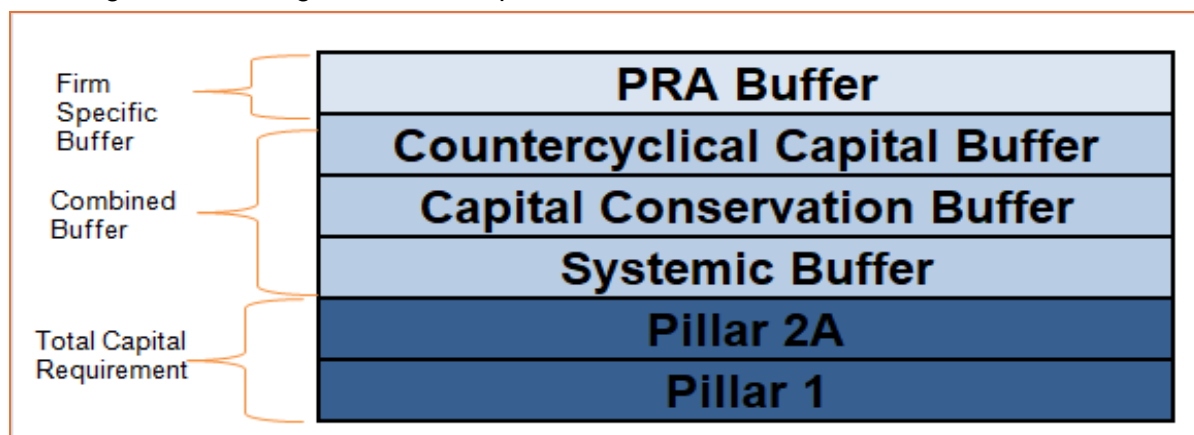 Firm
Specific
Buffer
PRA Buffer
Countercyclical Capital Buffer
Combined
Buffer
Capital Conservation Buffer
Systemic Buffer
Total Capital
Requirement
Pillar 2A
Pillar 1